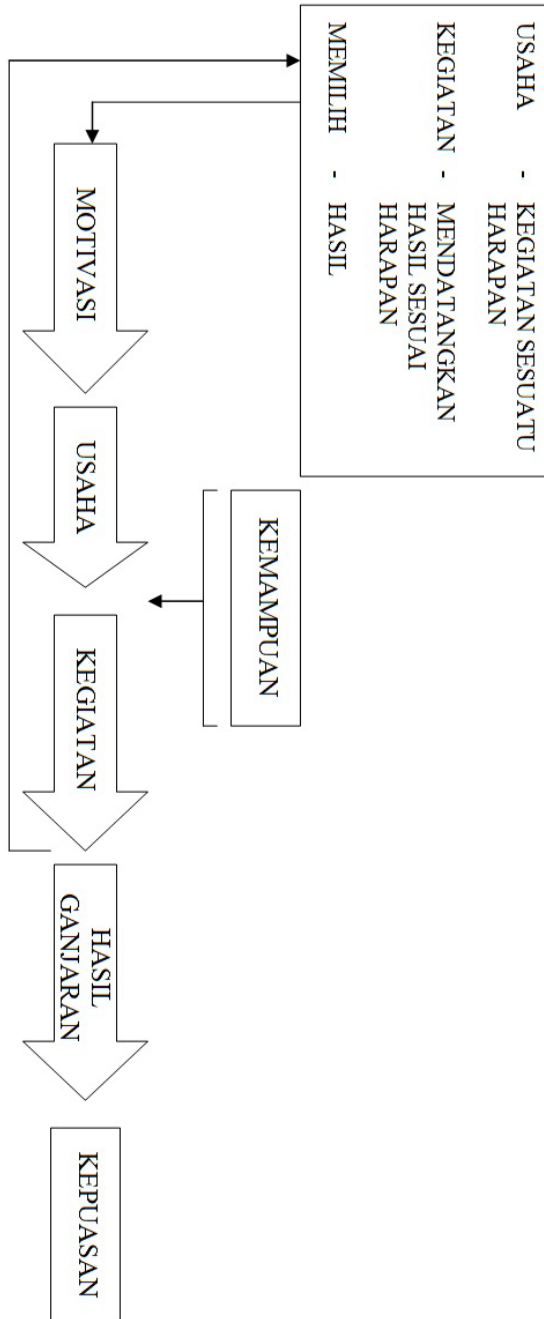 USAHA - KEGIATAN SESUATU
HARAPAN
KEGIATAN - MENDATANGKAN
HASIL SESUAI
HARAPAN
MEMILIH - HASIL
KEMAMPUAN
MOTIVASI
USAHA
KEGIATAN
HASIL
GANJARAN
KEPUASAN